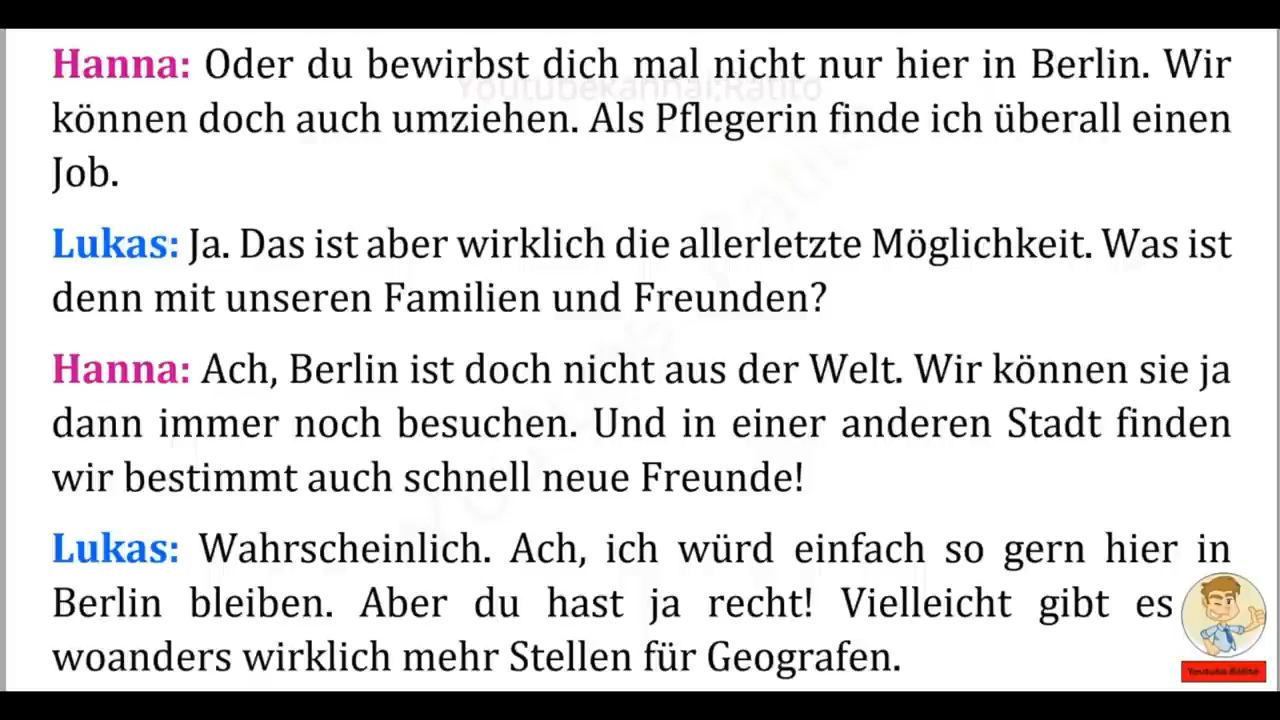 Hanna: Oder du bewirbst dich mal nicht nur hier in Berlin. Wir
können doch auch umziehen. Als Pflegerin finde ich überall einen
Job.
Lukas: Ja. Das ist aber wirklich die allerletzte Möglichkeit. Was ist
denn mit unseren Familien und Freunden?
Hanna: Ach, Berlin ist doch nicht aus der Welt. Wir können sie ja
dann immer noch besuchen. Und in einer anderen Stadt finden
wir bestimmt auch schnell neue Freunde!
Lukas: Wahrscheinlich. Ach, ich würd einfach so gern hier in
Berlin bleiben. Aber du hast ja recht! Vielleicht gibt es
woanders wirklich mehr Stellen für Geografen.